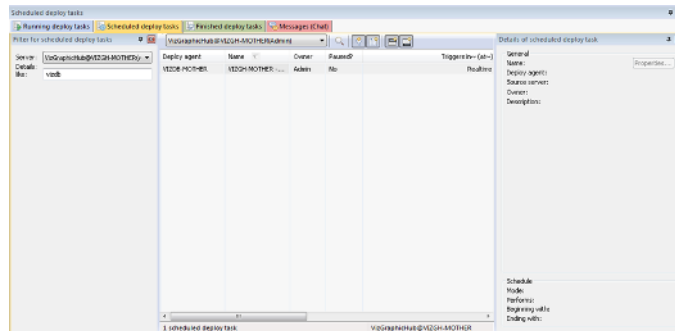 Scheduled deploy tasks
Running deploy tasks Scheduled deploy tasks Finished deploy tasks Messages (Chat)
Filter for scheduled deploy tasks
Server: VizGraphicHub@VIZGH-MOTHER
Details like: vizdb
VizGraphicHub@VIZGH-MOTHER(Admin)
Deploy agent Name Owner Paused? Triggers in~ (at~)
VIZDB-MOTHER VIZGH-MOTHER -... Admin No Realtime
1 scheduled deploy task VizGraphicHub@VIZGH-MOTHER
Details of scheduled deploy task
General
Name: Properties...
Deploy agent:
Source server:
Owner:
Description:
Schedule
Mode:
Performs:
Beginning with:
Ending with: